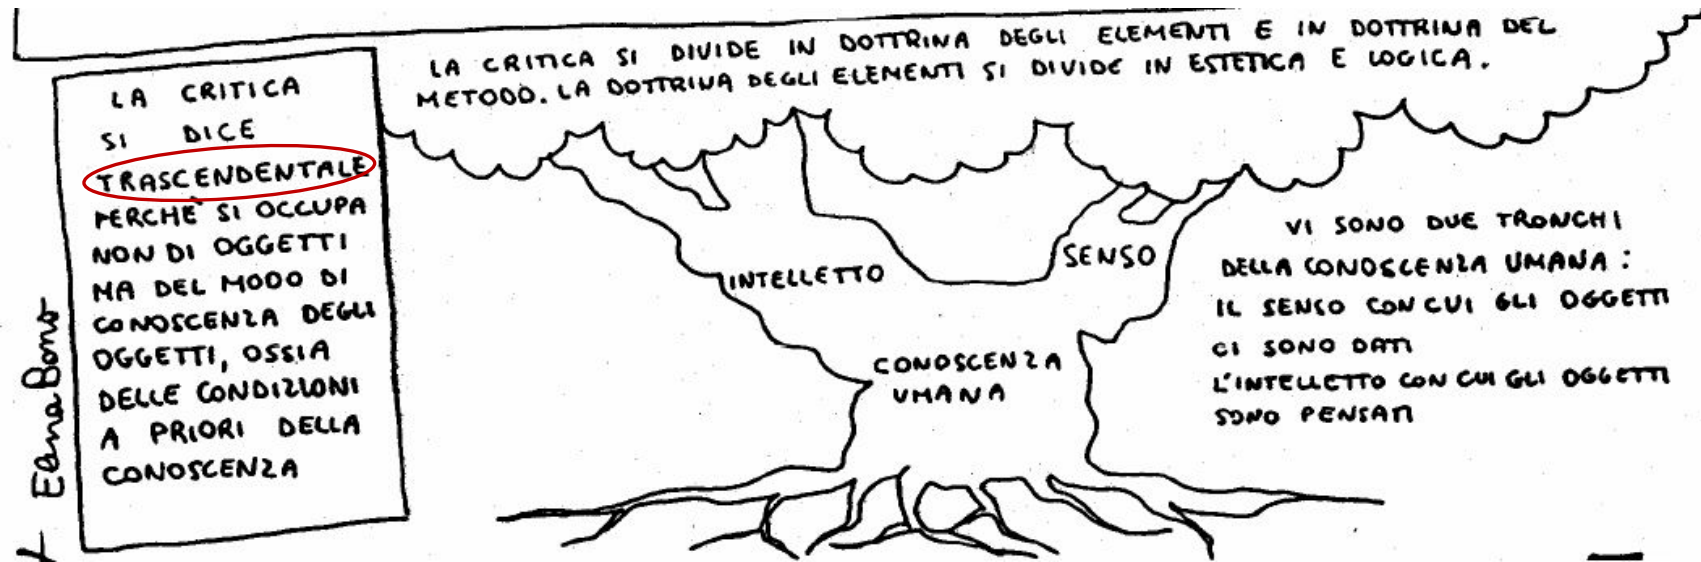 LA CRITICA SI DIVIDE IN DOTTRINA DEGLI ELEMENTI E IN DOTTRINA DEL
METODO. LA DOTTRINA DEGLI ELEMENTI SI DIVIDE IN ESTETICA E LOGICA.
LA CRITICA
SI DICE
TRASCENDENTALE
PERCHÈ SI OCCUPA
NON DI OGGETTI
MA DEL MODO DI
CONOSCENZA DEGLI
OGGETTI, OSSIA
DELLE CONDIZIONI
A PRIORI DELLA
CONOSCENZA
Elena Bono
INTELLETTO
SENSO
CONOSCENZA
UMANA
VI SONO DUE TRONCHI
DELLA CONOSCENZA UMANA:
IL SENSO CON CUI GLI OGGETTI
CI SONO DATI
L'INTELLETTO CON CUI GLI OGGETTI
SONO PENSATI